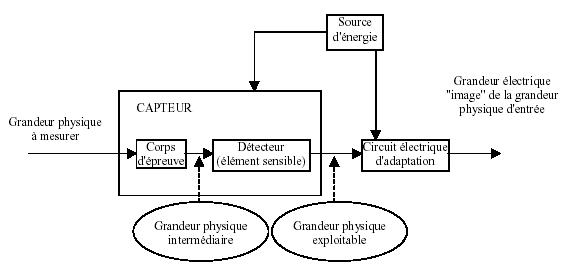 Source
d'énergie
Grandeur électrique
"image" de la grandeur
physique d'entrée
CAPTEUR
Grandeur physique
à mesurer
Corps
d'épreuve
Détecteur
(élément sensible)
Circuit électrique
d'adaptation
Grandeur physique
intermédiaire
Grandeur physique
exploitable